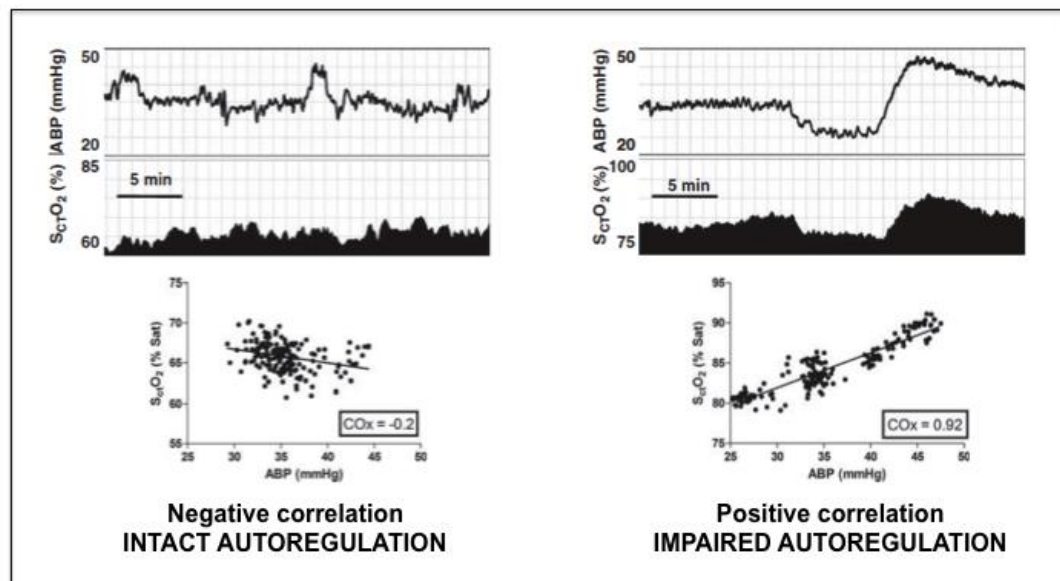 50
ABP (mmHg)
20
85
5 min
SCTO2 (%)
60
75
70
65
60
55
SctO2 (% Sat)
COx = -0.2
25 30 35 40 45 50
ABP (mmHg)
Negative correlation
INTACT AUTOREGULATION
50
ABP (mmHg)
20
100
5 min
SCTO2 (%)
75
95
90
85
80
75
SctO2 (% Sat)
COx = 0.92
25 30 35 40 45 50
ABP (mmHg)
Positive correlation
IMPAIRED AUTOREGULATION